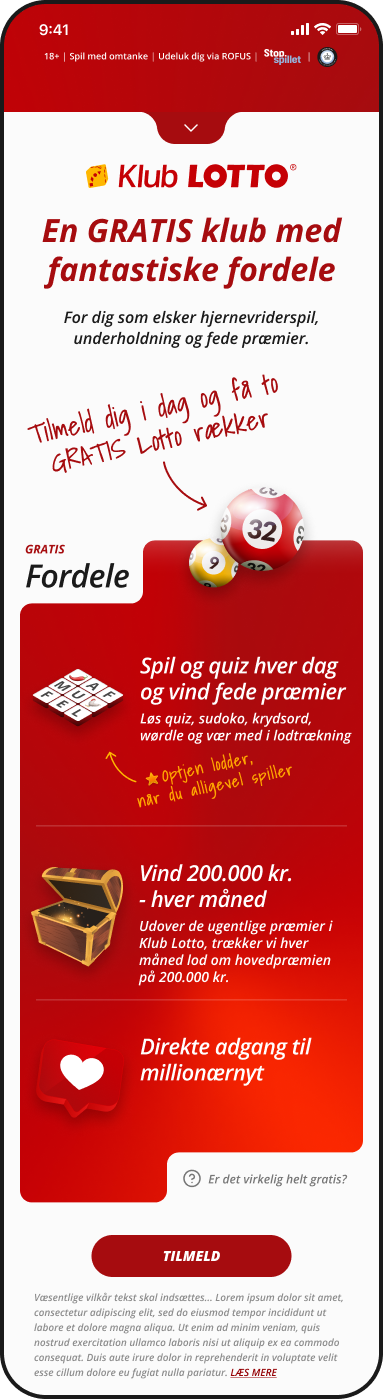 9:41
18+ | Spil med omtanke | Udeluk dig via ROFUS | Stop spillet |
Klub LOTTO®
En GRATIS klub med
fantastiske fordele
For dig som elsker hjernevriderspil,
underholdning og fede præmier.
Tilmeld dig i dag og få to
GRATIS Lotto rækker
32
9
GRATIS
Fordele
Spil og quiz hver dag
og vind fede præmier
Løs quiz, sudoko, krydsord,
wørdle og vær med i lodtrækning
M A F
U
F E L
Optjen lodder,
når du alligevel spiller
Vind 200.000 kr.
- hver måned
Udover de ugentlige præmier i
Klub Lotto, trækker vi hver
måned lod om hovedpræmien
på 200.000 kr.
Direkte adgang til
millionærnyt
Er det virkelig helt gratis?
TILMELD
Væsentlige vilkår tekst skal indsættes... Lorem ipsum dolor sit amet,
consectetur adipiscing elit, sed do eiusmod tempor incididunt ut
labore et dolore magna aliqua. Ut enim ad minim veniam, quis
nostrud exercitation ullamco laboris nisi ut aliquip ex ea commodo
consequat. Duis aute irure dolor in reprehenderit in voluptate velit
esse cillum dolore eu fugiat nulla pariatur. LÆS MERE